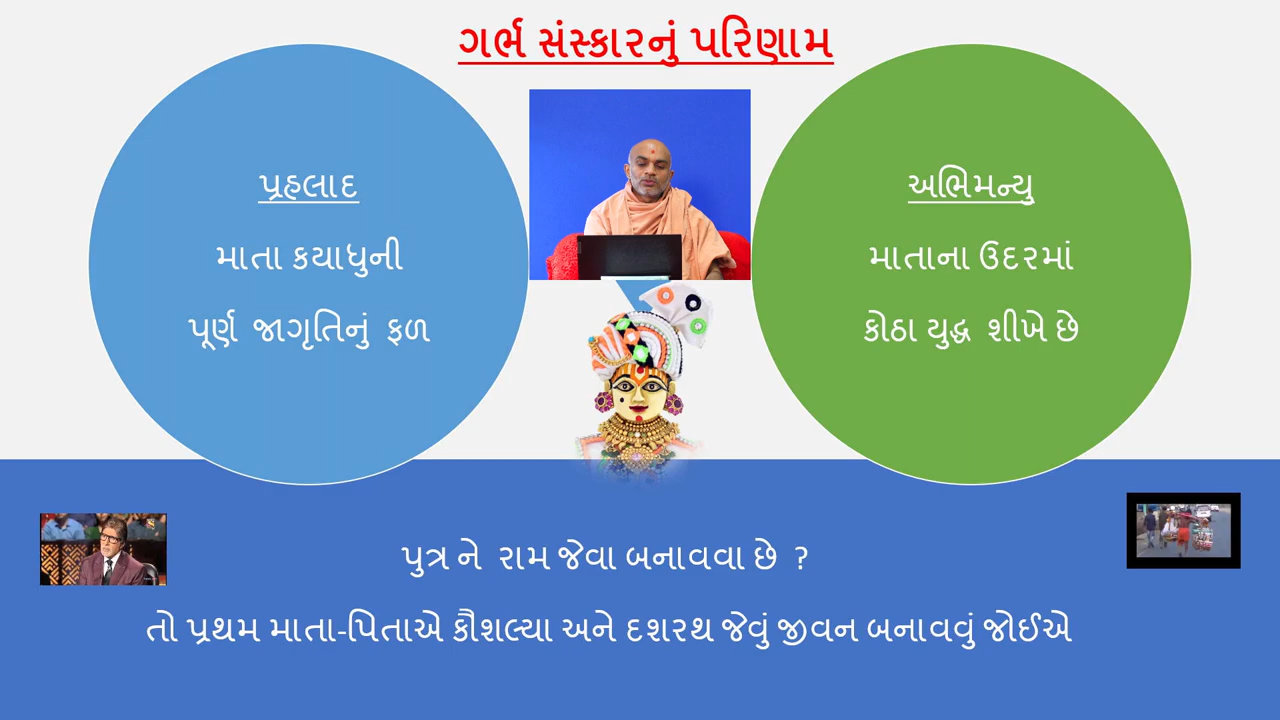 ગર્ભ સંસ્કારનું પરિણામ
પ્રહલાદ
માતા કયાધુની
પૂર્ણ જાગૃતિનું ફળ
અભિમન્યુ
માતાના ઉદરમાં
કોઠા યુદ્ધ શીખે છે
પુત્ર ને રામ જેવા બનાવવા છે ?
તો પ્રથમ માતા-પિતાએ કૌશલ્યા અને દશરથ જેવું જીવન બનાવવું જોઈએ